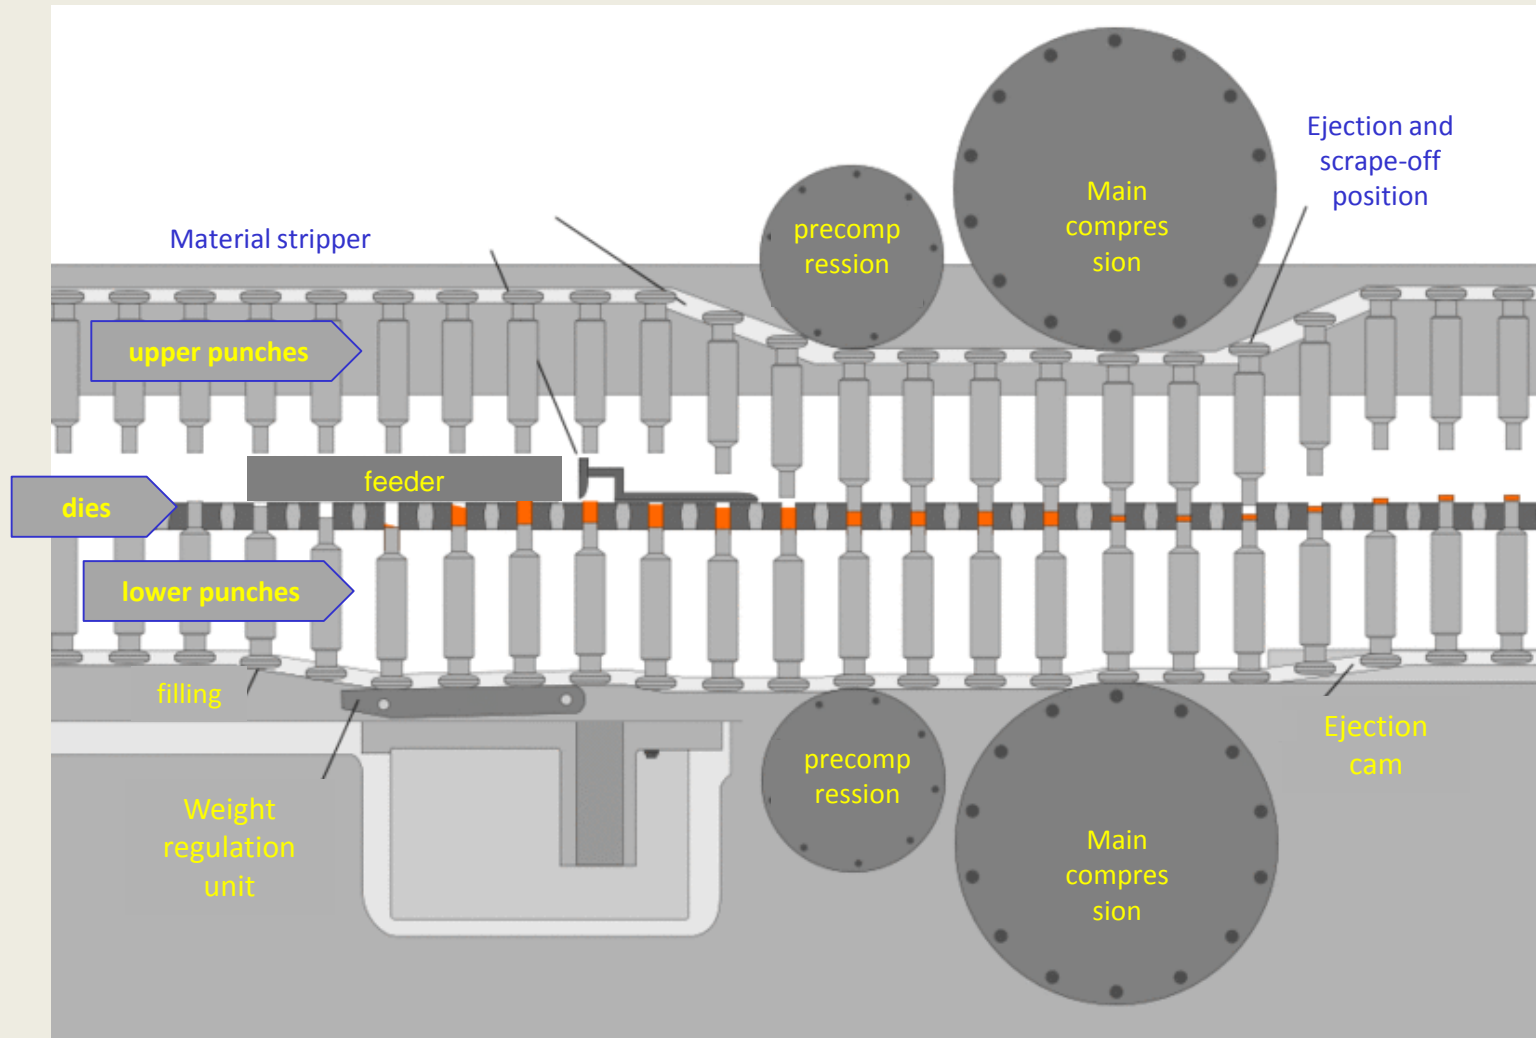 Ejection and
scrape-off
position
Material stripper
precomp
ression
Main
compres
sion
upper punches
feeder
dies
lower punches
filling
Weight
regulation
unit
precomp
ression
Main
compres
sion
Ejection
cam